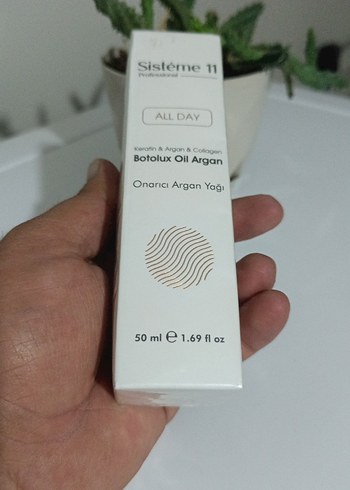 Sistéme 11
Professional
ALL DAY
Keratin & Argan & Collagen
Botolux Oil Argan
Onarıcı Argan Yağı
50 ml ℮ 1.69 fl oz